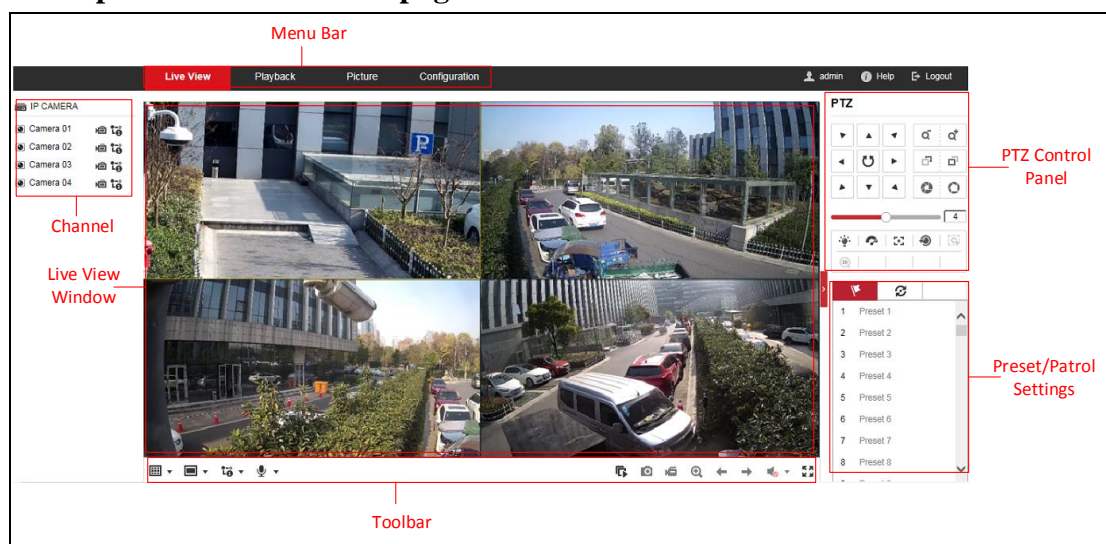 Menu Bar
Live View Playback Picture Configuration admin Help Logout
IP CAMERA
Camera 01
Camera 02
Camera 03
Camera 04
Channel
Live View
Window
P
PTZ
4
PTZ Control
Panel
1 Preset 1
2 Preset 2
3 Preset 3
4 Preset 4
5 Preset 5
6 Preset 6
7 Preset 7
8 Preset 8
Preset/Patrol
Settings
Toolbar